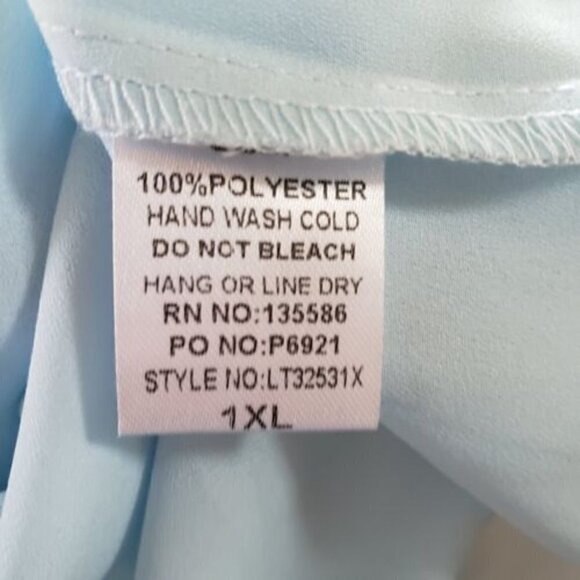 100%POLYESTER
HAND WASH COLD
DO NOT BLEACH
HANG OR LINE DRY
RN NO:135586
PO NO:P6921
STYLE NO:LT32531X
1XL